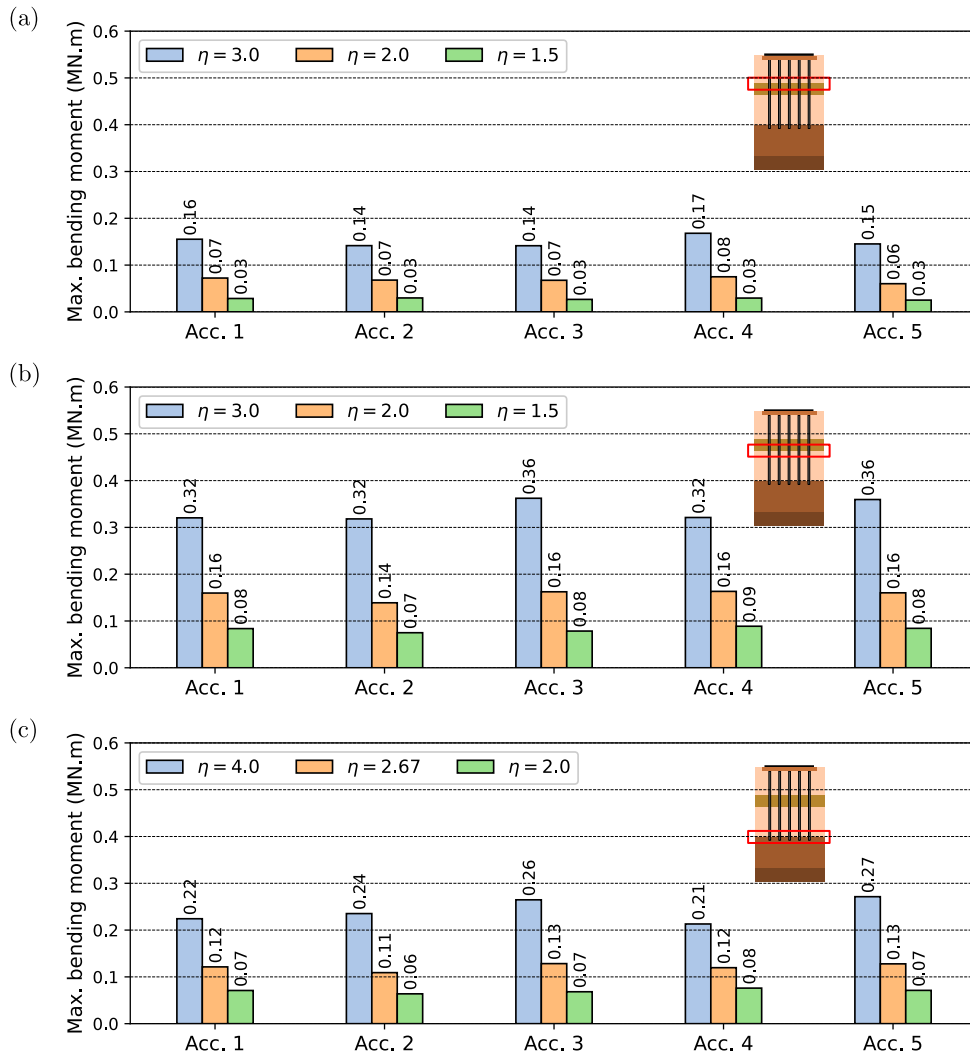 (a)
Max. bending moment (MN.m)
0.6
0.5
0.4
0.3
0.2
0.1
0.0
η = 3.0 η = 2.0 η = 1.5
0.16 0.07 0.03 0.14 0.07 0.03 0.14 0.07 0.03 0.17 0.08 0.03 0.15 0.06 0.03
Acc. 1 Acc. 2 Acc. 3 Acc. 4 Acc. 5
(b)
Max. bending moment (MN.m)
0.6
0.5
0.4
0.3
0.2
0.1
0.0
η = 3.0 η = 2.0 η = 1.5
0.32 0.16 0.08 0.32 0.14 0.07 0.36 0.16 0.08 0.32 0.16 0.09 0.36 0.16 0.08
Acc. 1 Acc. 2 Acc. 3 Acc. 4 Acc. 5
(c)
Max. bending moment (MN.m)
0.6
0.5
0.4
0.3
0.2
0.1
0.0
η = 4.0 η = 2.67 η = 2.0
0.22 0.12 0.07 0.24 0.11 0.06 0.26 0.13 0.07 0.21 0.12 0.08 0.27 0.13 0.07
Acc. 1 Acc. 2 Acc. 3 Acc. 4 Acc. 5